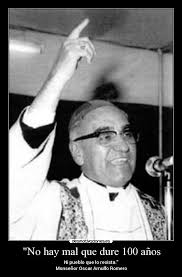 "No hay mal que dure 100 años
Ni pueblo que lo resista."
Monseñor Oscar Arnulfo Romero